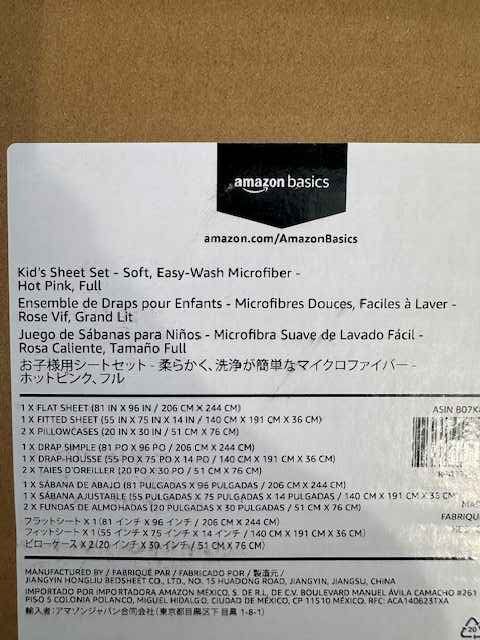 amazon basics
amazon.com/AmazonBasics
Kid's Sheet Set - Soft, Easy-Wash Microfiber -
Hot Pink, Full
Ensemble de Draps pour Enfants - Microfibres Douces, Faciles à Laver -
Rose Vif, Grand Lit
Juego de Sábanas para Niños - Microfibra Suave de Lavado Fácil -
Rosa Caliente, Tamaño Full
お子様用シートセット - 柔らかく、洗浄が簡単なマイクロファイバー -
ホットピンク、フル
1 X FLAT SHEET (81 IN X 96 IN / 206 CM X 244 CM)
1 X FITTED SHEET (55 IN X 75 IN X 14 IN / 140 CM X 191 CM X 36 CM)
2 X PILLOWCASES (20 IN X 30 IN / 51 CM X 76 CM)
1 X DRAP SIMPLE (81 PO X 96 PO / 206 CM X 244 CM)
1 X DRAP-HOUSSE (55 PO X 75 PO X 14 PO / 140 CM X 191 CM X 36 CM)
2 X TAIES D'OREILLER (20 PO X 30 PO / 51 CM X 76 CM)
1 X SÁBANA DE ABAJO (81 PULGADAS X 96 PULGADAS / 206 CM X 244 CM)
1 X SÁBANA AJUSTABLE (55 PULGADAS X 75 PULGADAS X 14 PULGADAS / 140 CM X 191 CM X 36 CM)
2 X FUNDAS DE ALMOHADAS (20 PULGADAS X 30 PULGADAS / 51 CM X 76 CM)
フラットシート X 1 (81 インチ X 96 インチ / 206 CM X 244 CM)
フィットシート X 1 (55 インチ X 75 インチ X 14 インチ / 140 CM X 191 CM X 36 CM)
ピローケース X 2 (20 インチ X 30 インチ / 51 CM X 76 CM)
ASIN B07K
MA
FABRIQU
MANUFACTURED BY / FABRIQUÉ PAR / FABRICADO POR / 製造元 /
JIANGYIN HONGLIU BEDSHEET CO., LTD., NO. 15 HUADONG ROAD, JIANGYIN, JIANGSU, CHINA
IMPORTADO POR IMPORTADOR AMAZON MÉXICO, S. DE R.L. DE C.V. BOULEVARD MANUEL ÁVILA CAMACHO #261
PISO 5 COLONIA POLANCO, MIGUEL HIDALGO, CIUDAD DE MÉXICO, CP 11510 MÉXICO. RFC: ACA140623TXA
輸入者: アマゾンジャパン合同会社 (東京都目黒区下目黒 1-8-1)
20